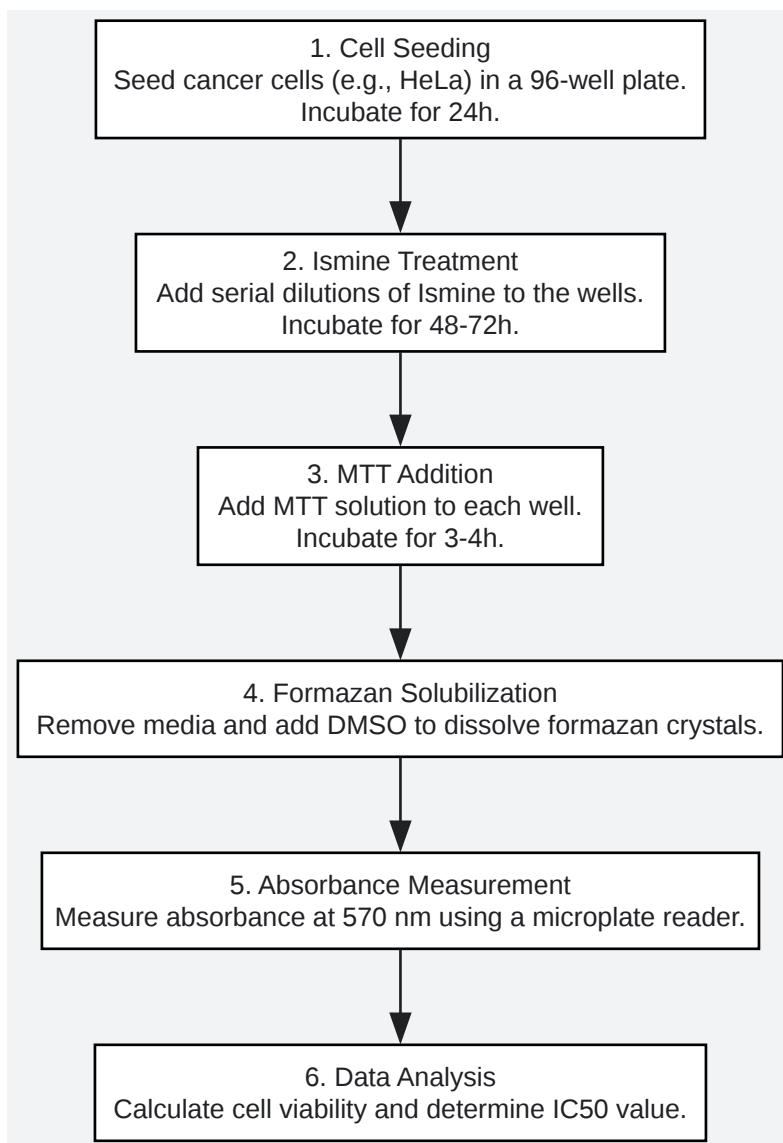 1. Cell Seeding
Seed cancer cells (e.g., HeLa) in a 96-well plate.
Incubate for 24h.
2. Ismine Treatment
Add serial dilutions of Ismine to the wells.
Incubate for 48-72h.
3. MTT Addition
Add MTT solution to each well.
Incubate for 3-4h.
4. Formazan Solubilization
Remove media and add DMSO to dissolve formazan crystals.
5. Absorbance Measurement
Measure absorbance at 570 nm using a microplate reader.
6. Data Analysis
Calculate cell viability and determine IC50 value.